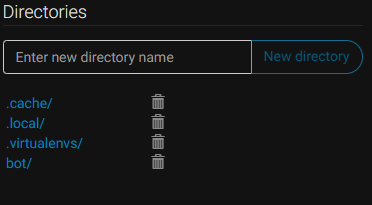 Directories
Enter new directory name
New directory
.cache/
.local/
.virtualenvs/
bot/